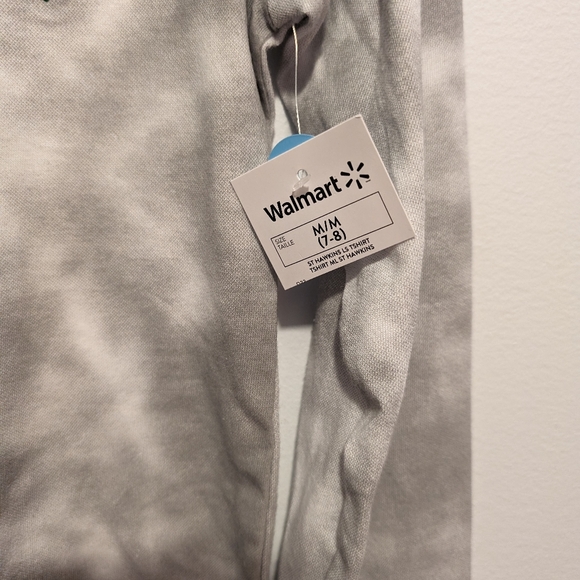 Walmart
SIZE
TAILLE
M/M
(7-8)
ST HAWKINS LS TSHIRT
TSHIRT ML ST HAWKINS